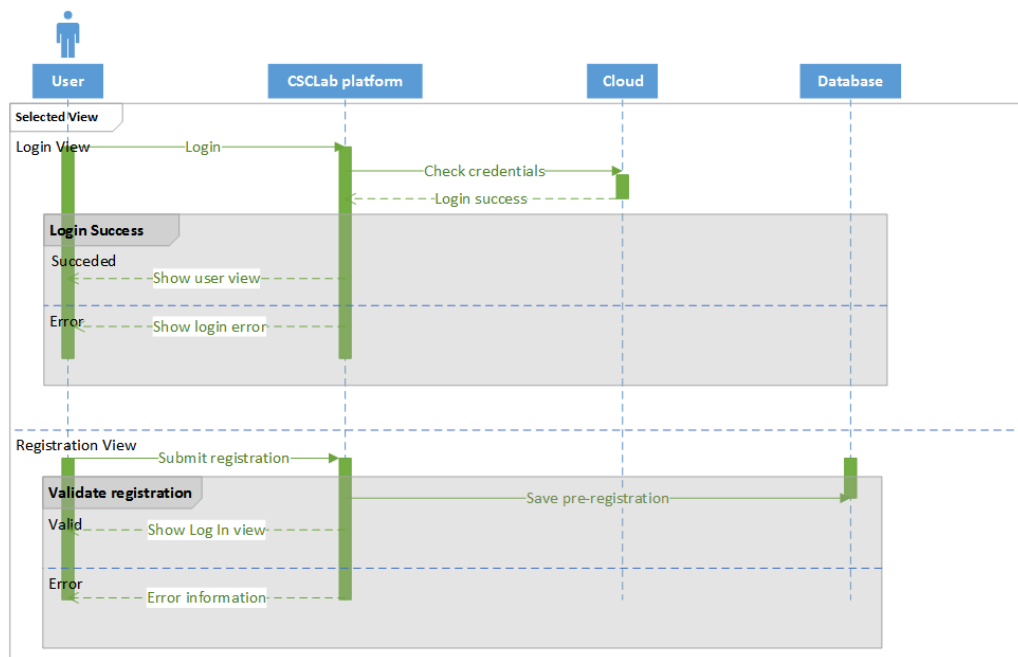 User
CSCLab platform
Cloud
Database
Selected View
Login View
Login
Check credentials
Login success
Login Success
Succeded
Show user view
Error
Show login error
Registration View
Submit registration
Validate registration
Save pre-registration
Valid
Show Log In view
Error
Error information